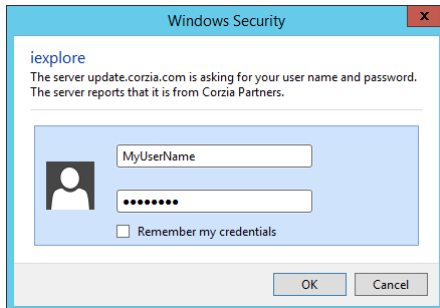 Windows Security
x
iexplore
The server update.corzia.com is asking for your user name and password.
The server reports that it is from Corzia Partners.
MyUserName
••••••••
Remember my credentials
OK
Cancel